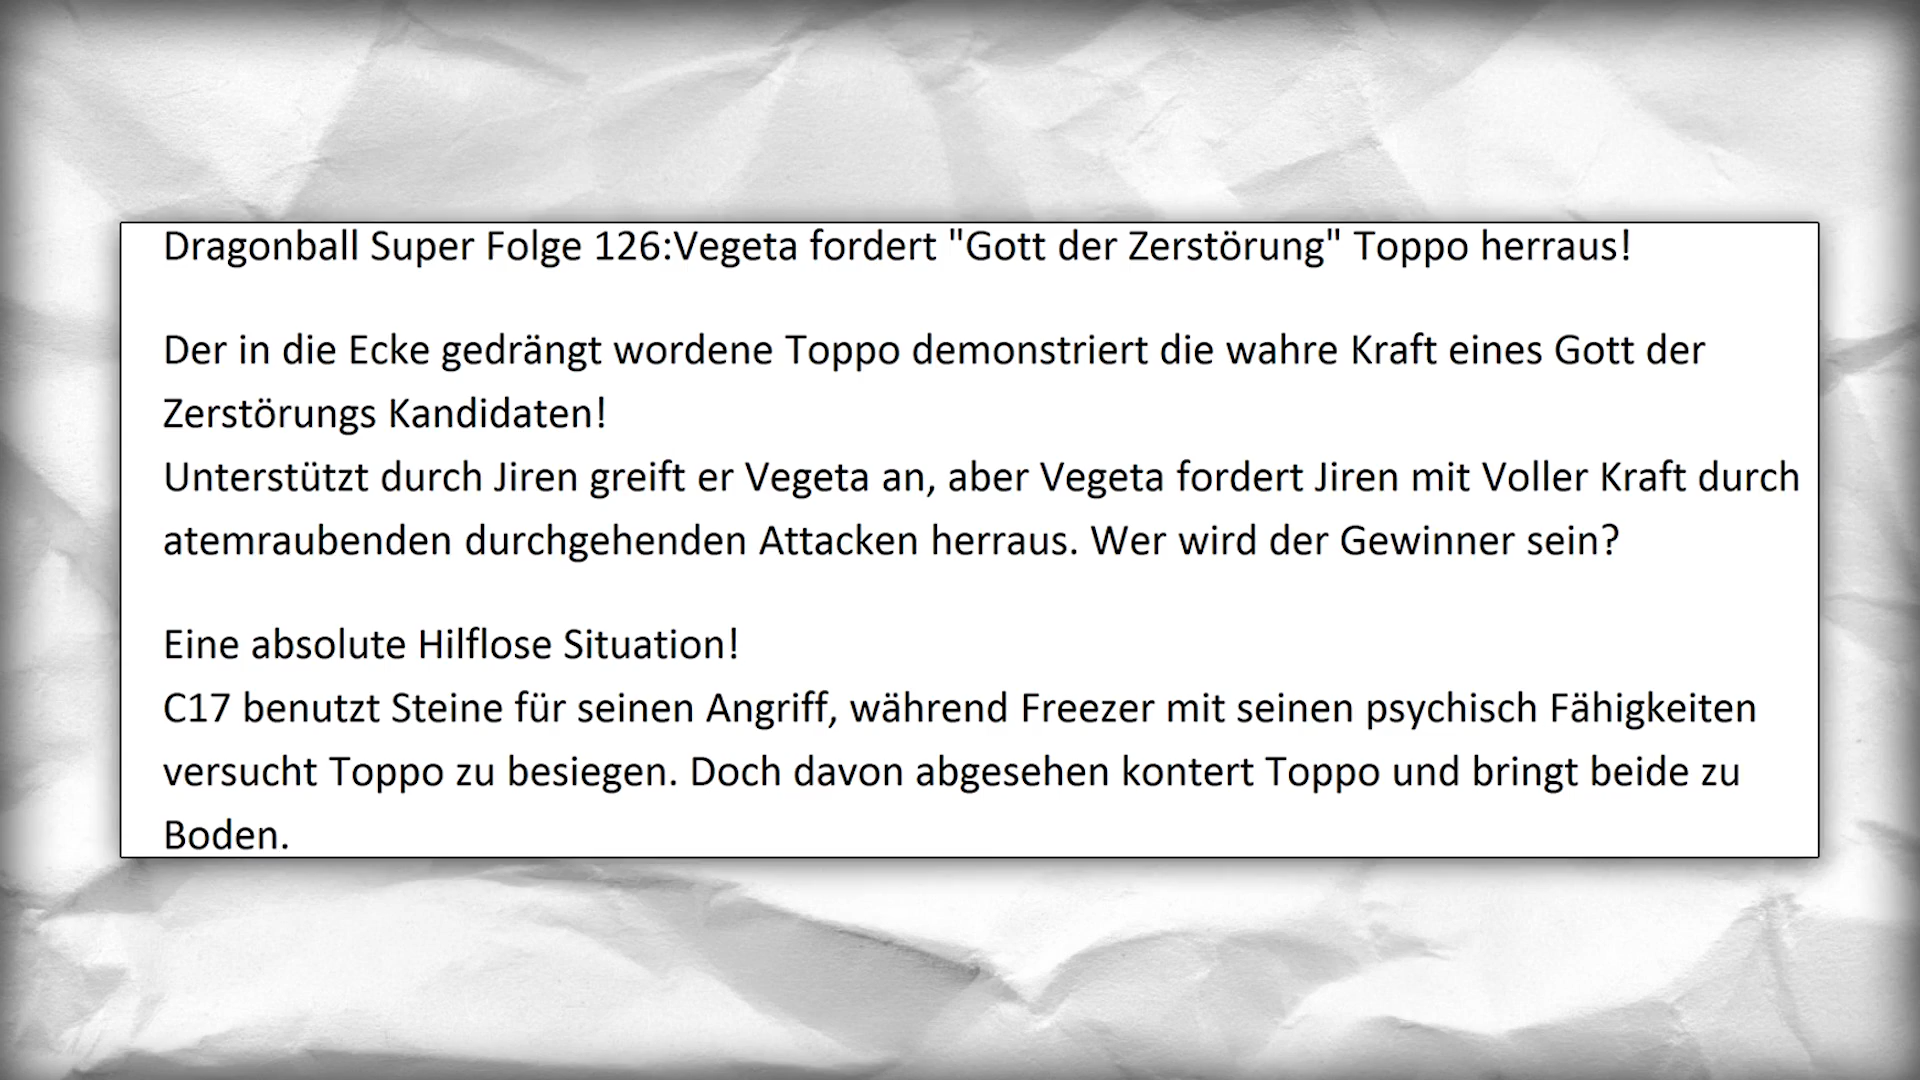 Dragonball Super Folge 126:Vegeta fordert "Gott der Zerstörung" Toppo herraus!
Der in die Ecke gedrängt wordene Toppo demonstriert die wahre Kraft eines Gott der
Zerstörungs Kandidaten!
Unterstützt durch Jiren greift er Vegeta an, aber Vegeta fordert Jiren mit Voller Kraft durch
atemraubenden durchgehenden Attacken herraus. Wer wird der Gewinner sein?
Eine absolute Hilflose Situation!
C17 benutzt Steine für seinen Angriff, während Freezer mit seinen psychisch Fähigkeiten
versucht Toppo zu besiegen. Doch davon abgesehen kontert Toppo und bringt beide zu
Boden.